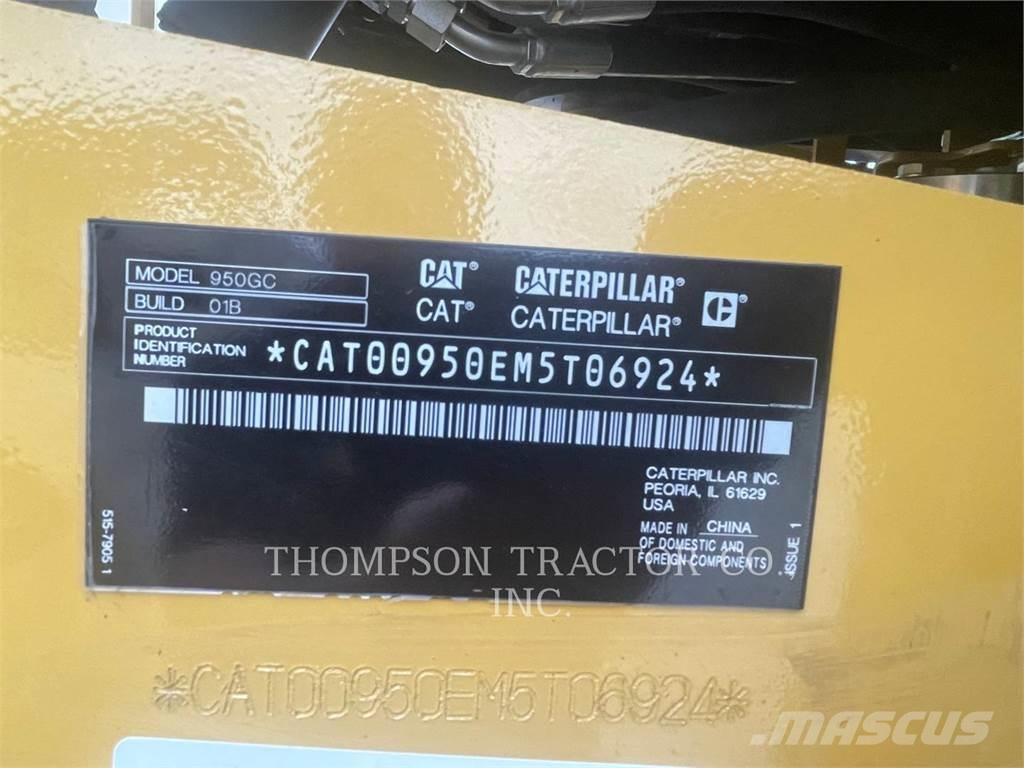 MODEL 950GC
BUILD 01B
CAT® CATERPILLAR®
CAT® CATERPILLAR® C
PRODUCT
IDENTIFICATION
NUMBER
*CAT00950EM5T06924*
CATERPILLAR INC.
PEORIA, IL 61629
USA
MADE IN CHINA
OF DOMESTIC AND
FOREIGN COMPONENTS
515-7905 1
ISSUE 1
THOMPSON TRACTOR CO.,
INC.
*CAT00950EM5T06924*
MASCUS